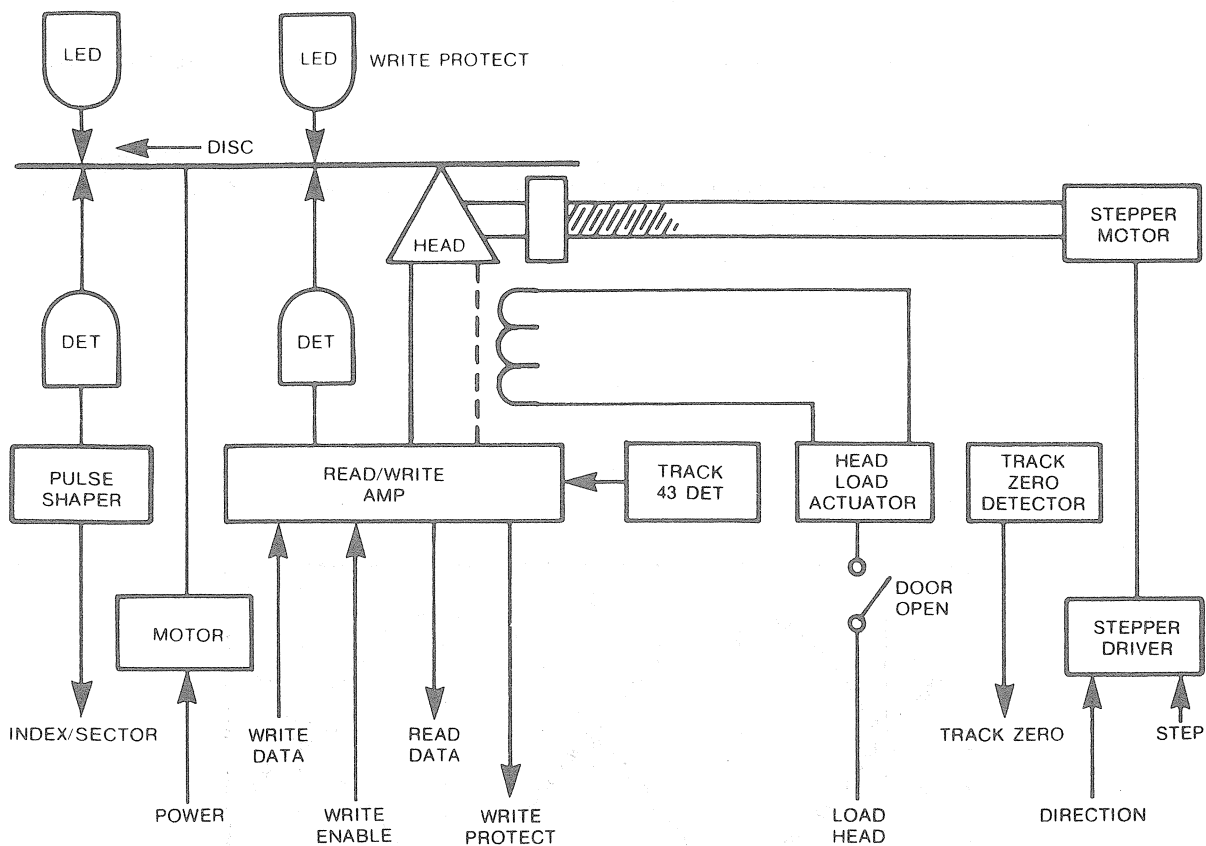 LED
LED
WRITE PROTECT
DISC
HEAD
STEPPER
MOTOR
DET
DET
PULSE
SHAPER
READ/WRITE
AMP
TRACK
43 DET
HEAD
LOAD
ACTUATOR
TRACK
ZERO
DETECTOR
DOOR
OPEN
MOTOR
STEPPER
DRIVER
INDEX/SECTOR
WRITE
DATA
READ
DATA
TRACK ZERO
STEP
POWER
WRITE
ENABLE
WRITE
PROTECT
LOAD
HEAD
DIRECTION